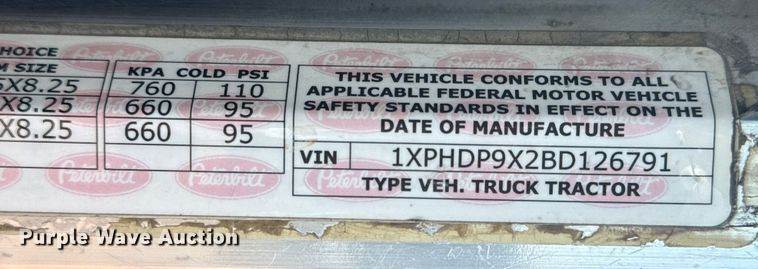 HOICE
M SIZE
KPA COLD PSI
X8.25 760 110
X8.25 660 95
X8.25 660 95
THIS VEHICLE CONFORMS TO ALL
APPLICABLE FEDERAL MOTOR VEHICLE
SAFETY STANDARDS IN EFFECT ON THE
DATE OF MANUFACTURE
VIN 1XPHDP9X2BD126791
TYPE VEH. TRUCK TRACTOR
Peterbilt
Purple Wave Auction